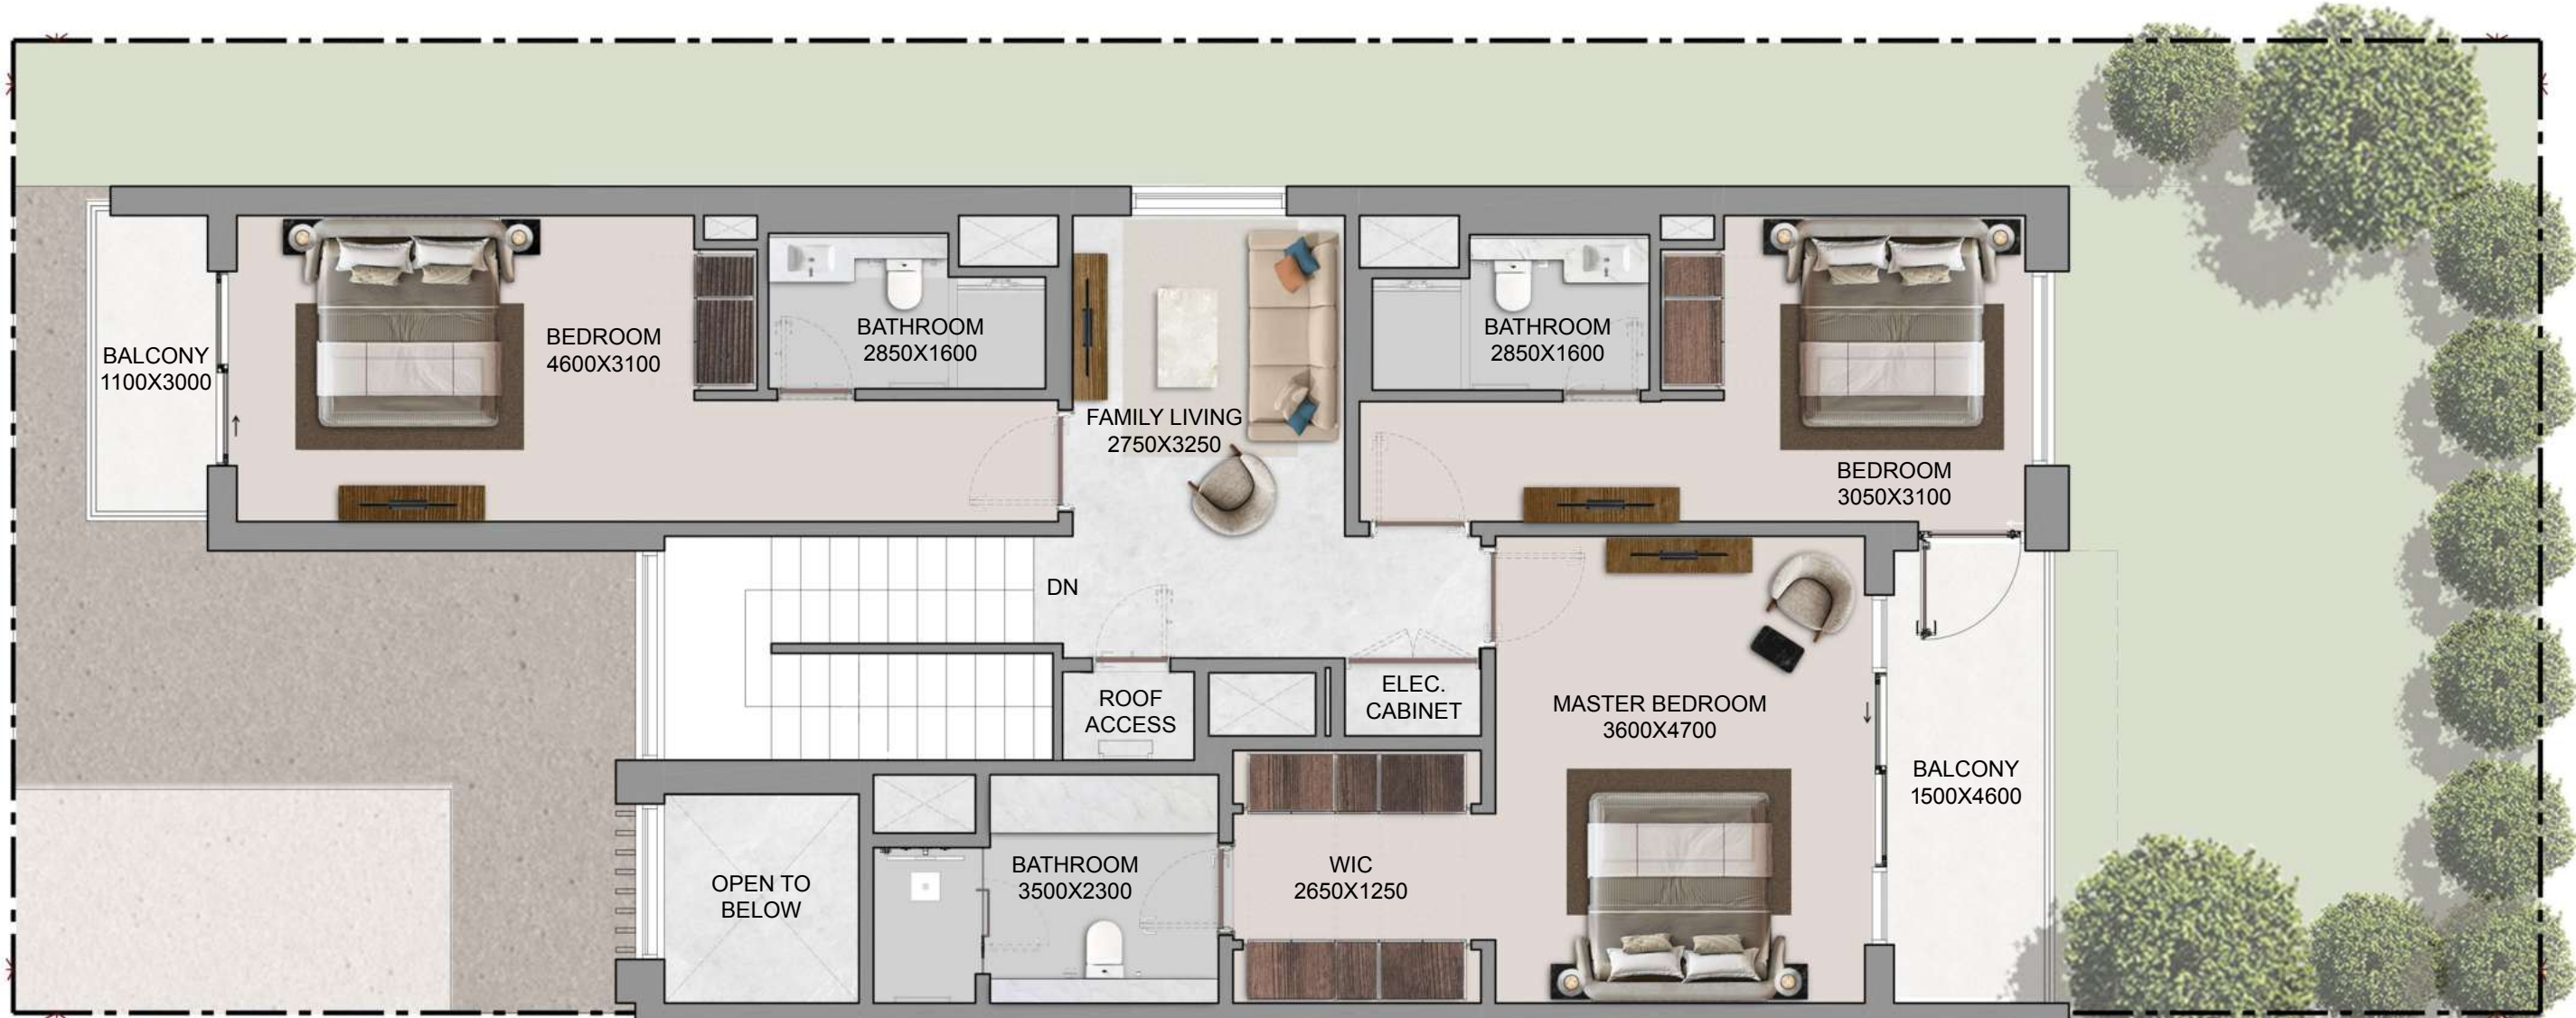 BALCONY
1100X3000
BEDROOM
4600X3100
BATHROOM
2850X1600
FAMILY LIVING
2750X3250
BATHROOM
2850X1600
BEDROOM
3050X3100
DN
ROOF
ACCESS
ELEC.
CABINET
MASTER BEDROOM
3600X4700
BALCONY
1500X4600
OPEN TO
BELOW
BATHROOM
3500X2300
WIC
2650X1250